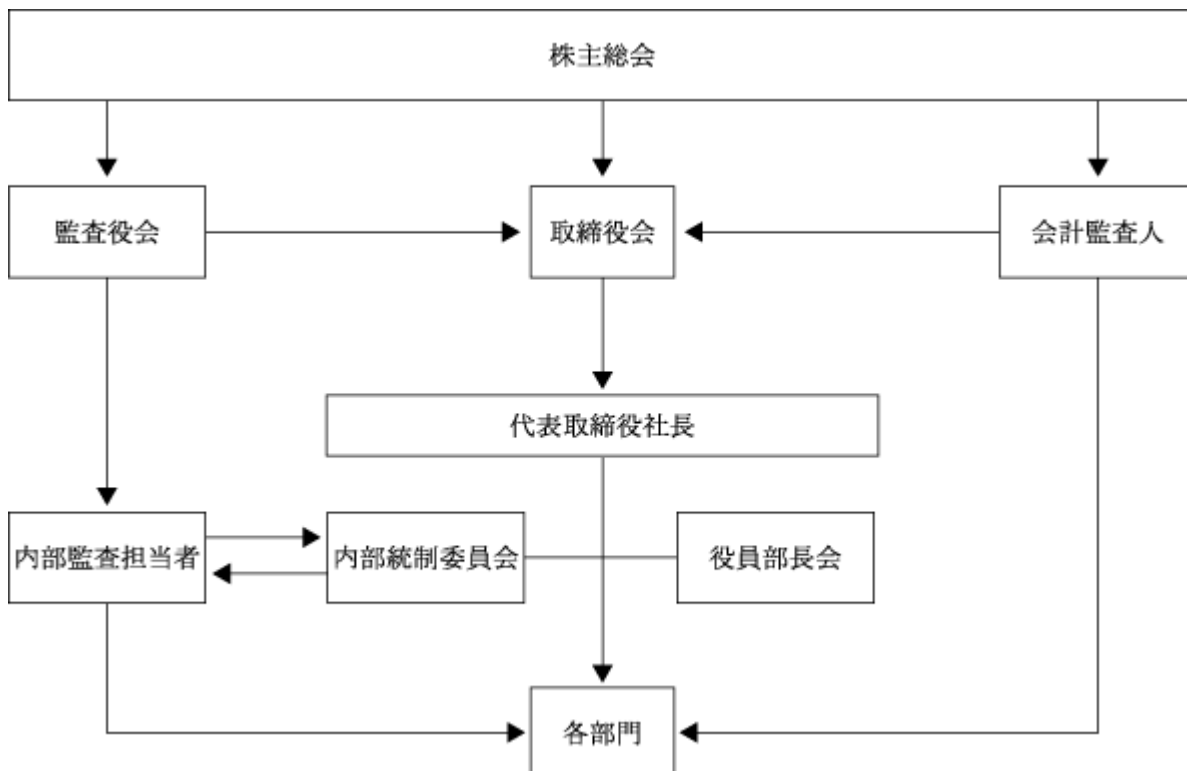 株主総会
監査役会
取締役会
会計監査人
代表取締役社長
内部監査担当者
内部統制委員会
役員部長会
各部門